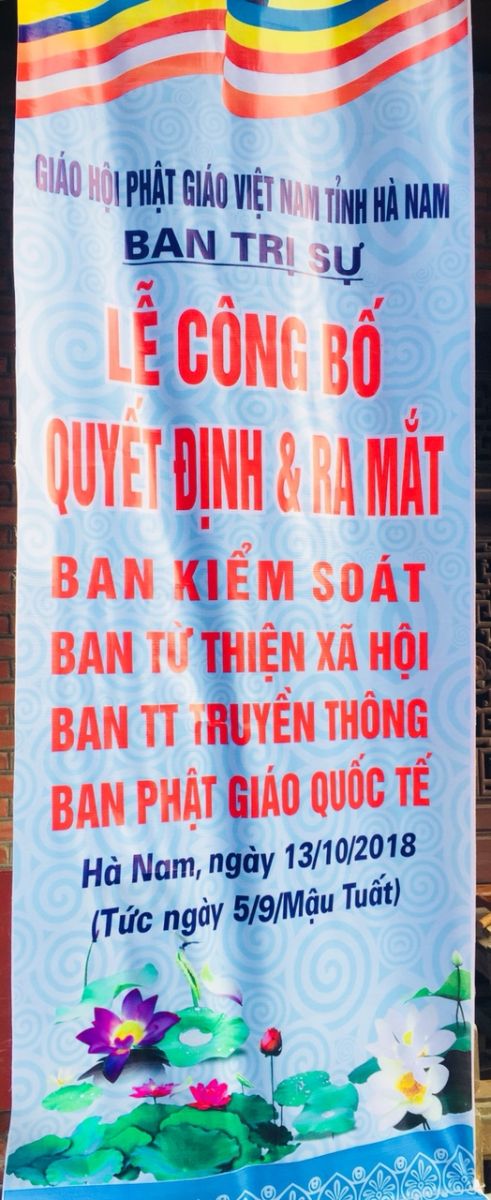 GIÁO HỘI PHẬT GIÁO VIỆT NAM TỈNH HÀ NAM
BAN TRỊ SỰ
LỄ CÔNG BỐ
QUYẾT ĐỊNH & RA MẮT
BAN KIỂM SOÁT
BAN TỪ THIỆN XÃ HỘI
BAN TT TRUYỀN THÔNG
BAN PHẬT GIÁO QUỐC TẾ
Hà Nam, ngày 13/10/2018
(Tức ngày 5/9/Mậu Tuất)